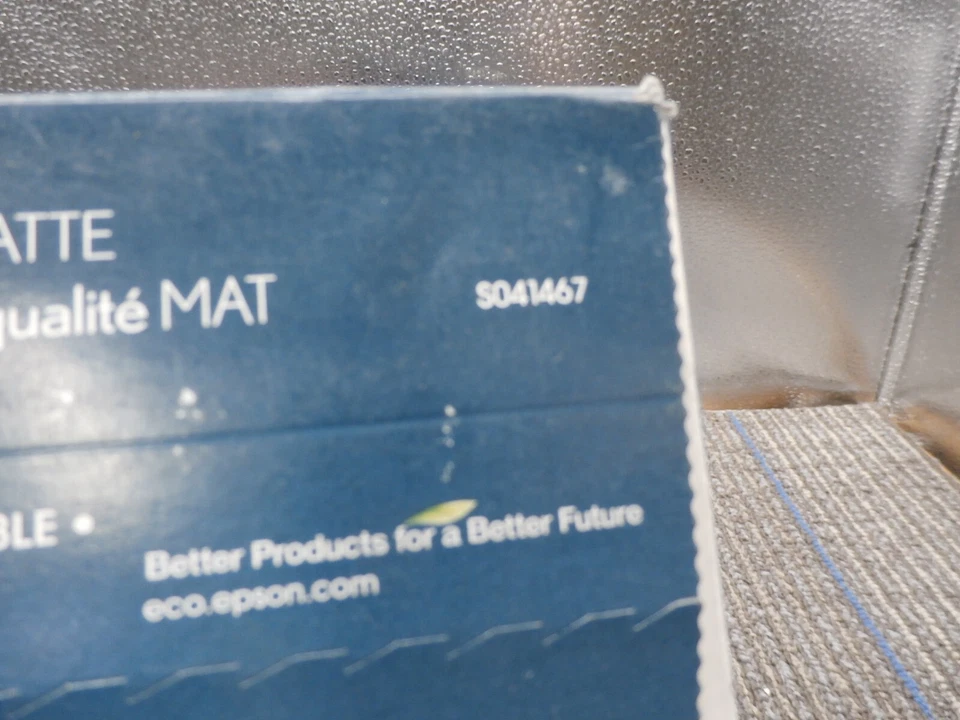 ATTE
qualité MAT
S041467
BLE •
Better Products for a Better Future
eco.epson.com